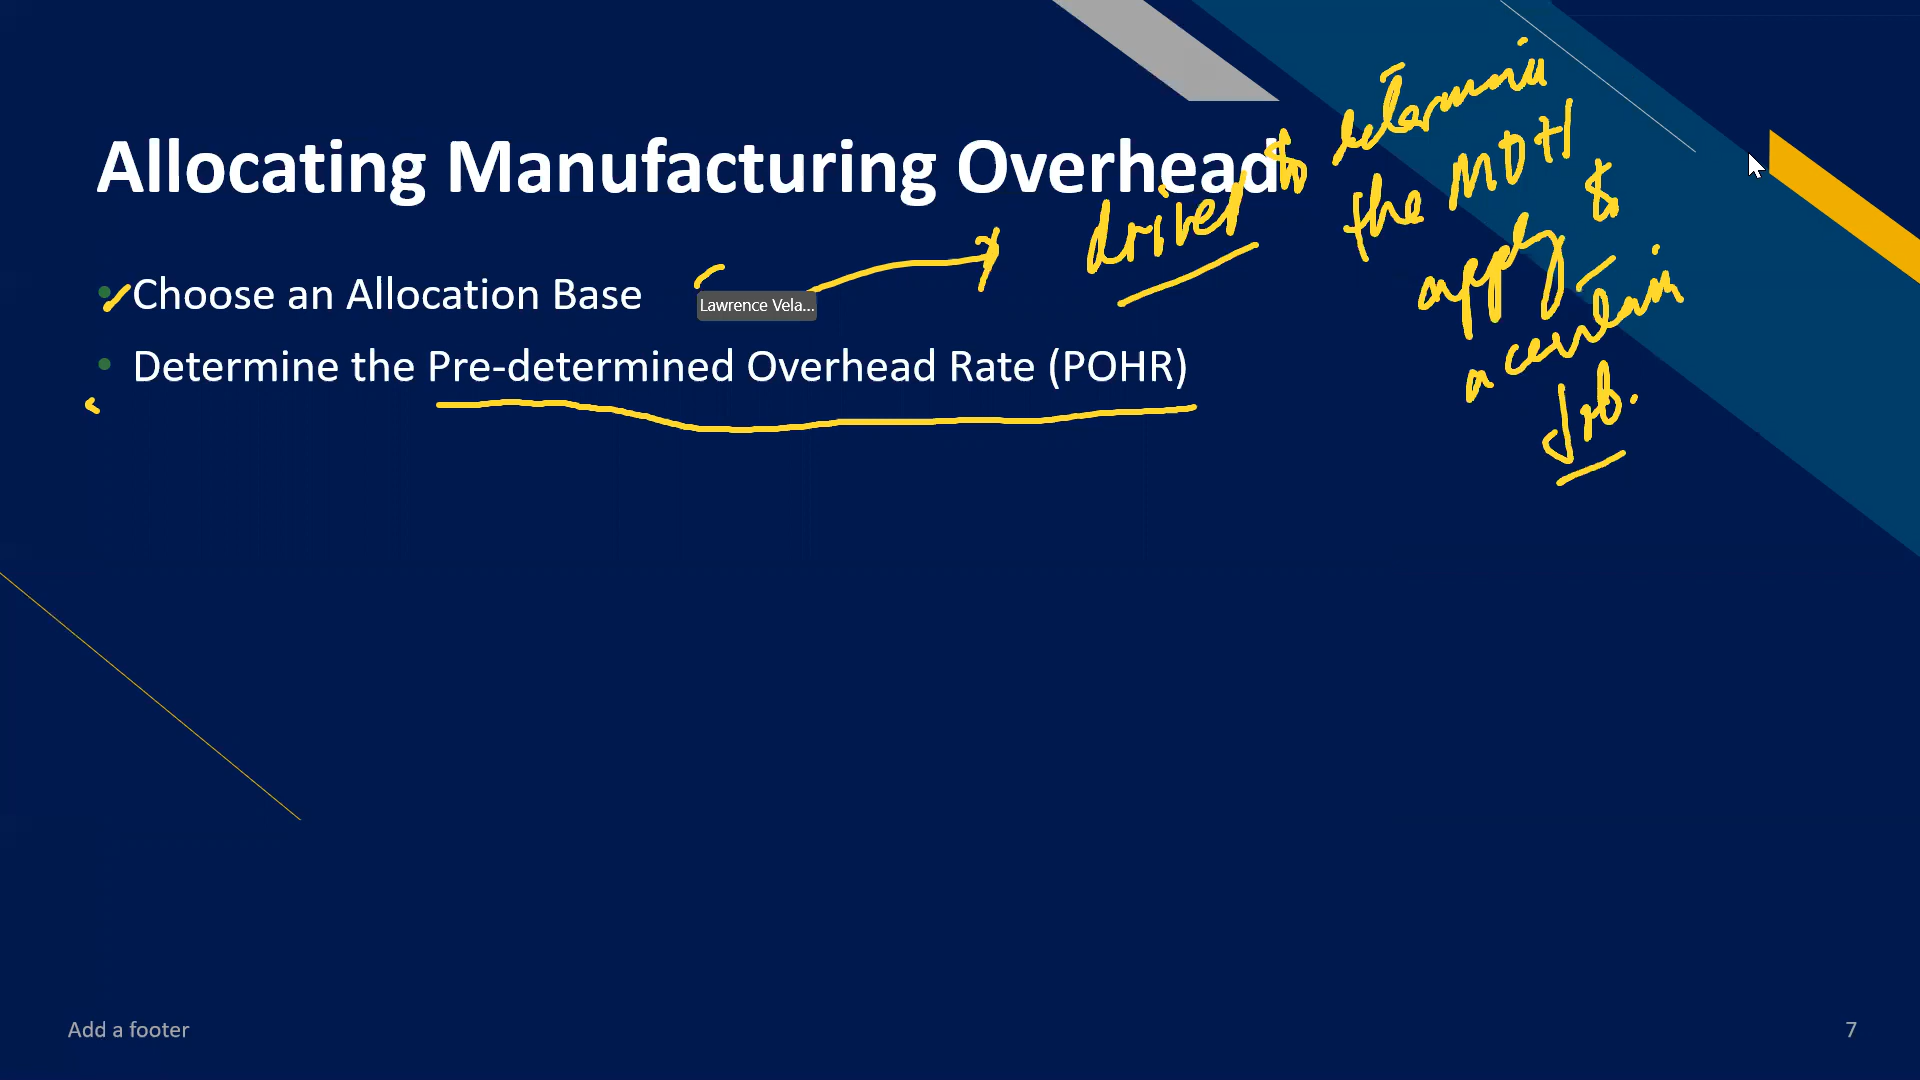 Allocating Manufacturing Overhead
• Choose an Allocation Base
Lawrence Vela...
• Determine the Pre-determined Overhead Rate (POHR)
driver to determine
the MOH to
apply
a certain
Job.
Add a footer
7